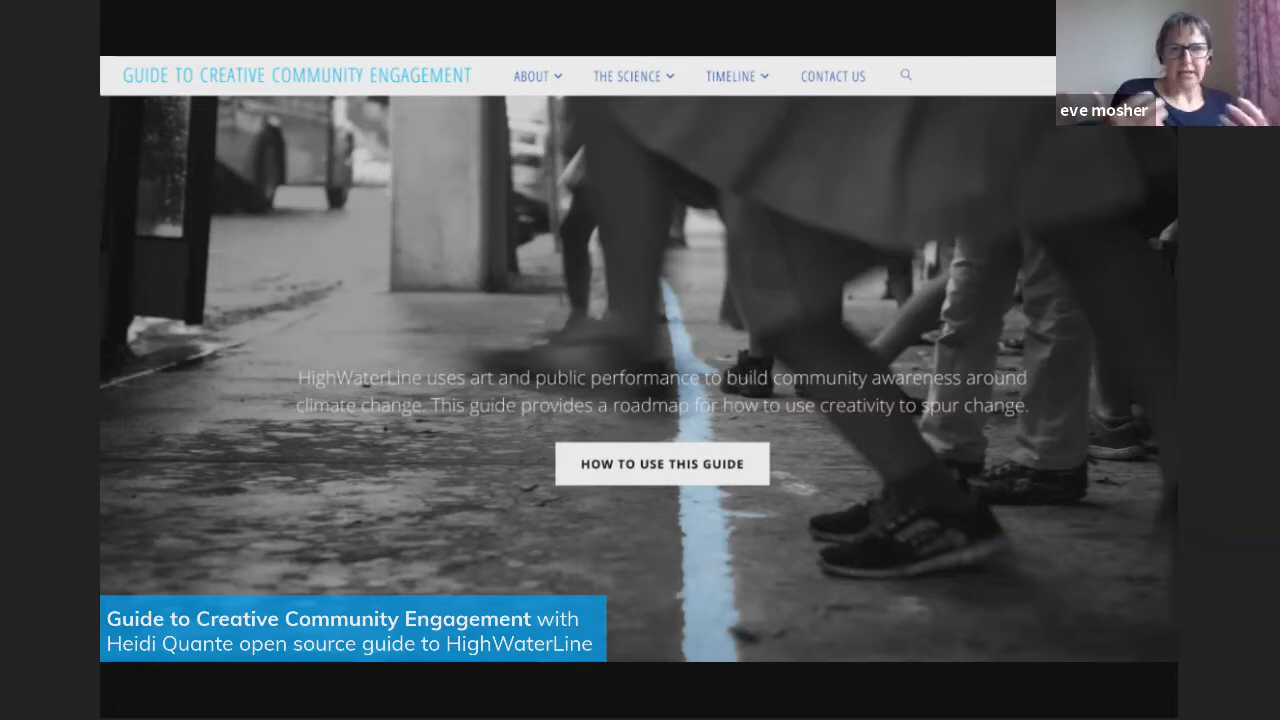 GUIDE TO CREATIVE COMMUNITY ENGAGEMENT ABOUT THE SCIENCE TIMELINE CONTACT US
eve mosher
HighWaterLine uses art and public performance to build community awareness around
climate change. This guide provides a roadmap for how to use creativity to spur change.
HOW TO USE THIS GUIDE
Guide to Creative Community Engagement with
Heidi Quante open source guide to HighWaterLine